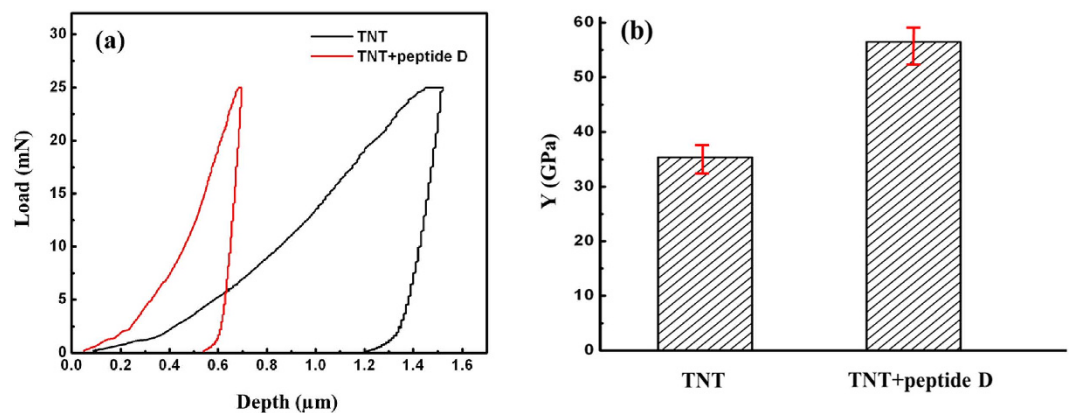 (a)
TNT
TNT+peptide D
Load (mN)
30
25
20
15
10
5
0
0.0 0.2 0.4 0.6 0.8 1.0 1.2 1.4 1.6
Depth (µm)
(b)
Y (GPa)
60
50
40
30
20
10
0
TNT TNT+peptide D